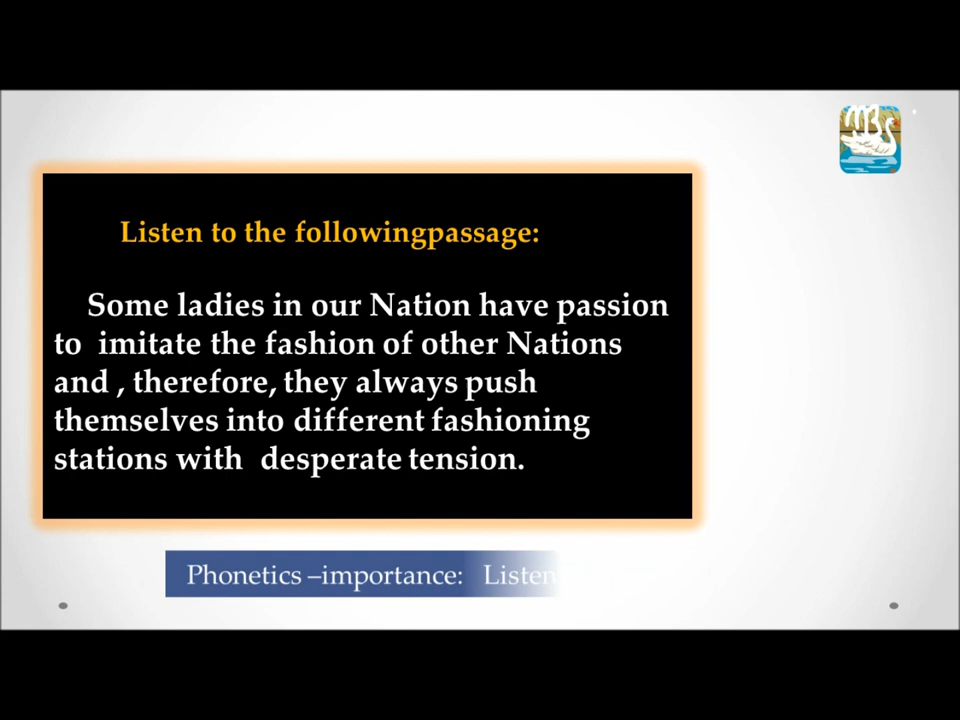 Listen to the followingpassage:
Some ladies in our Nation have passion
to imitate the fashion of other Nations
and , therefore, they always push
themselves into different fashioning
stations with desperate tension.
Phonetics –importance: Listen